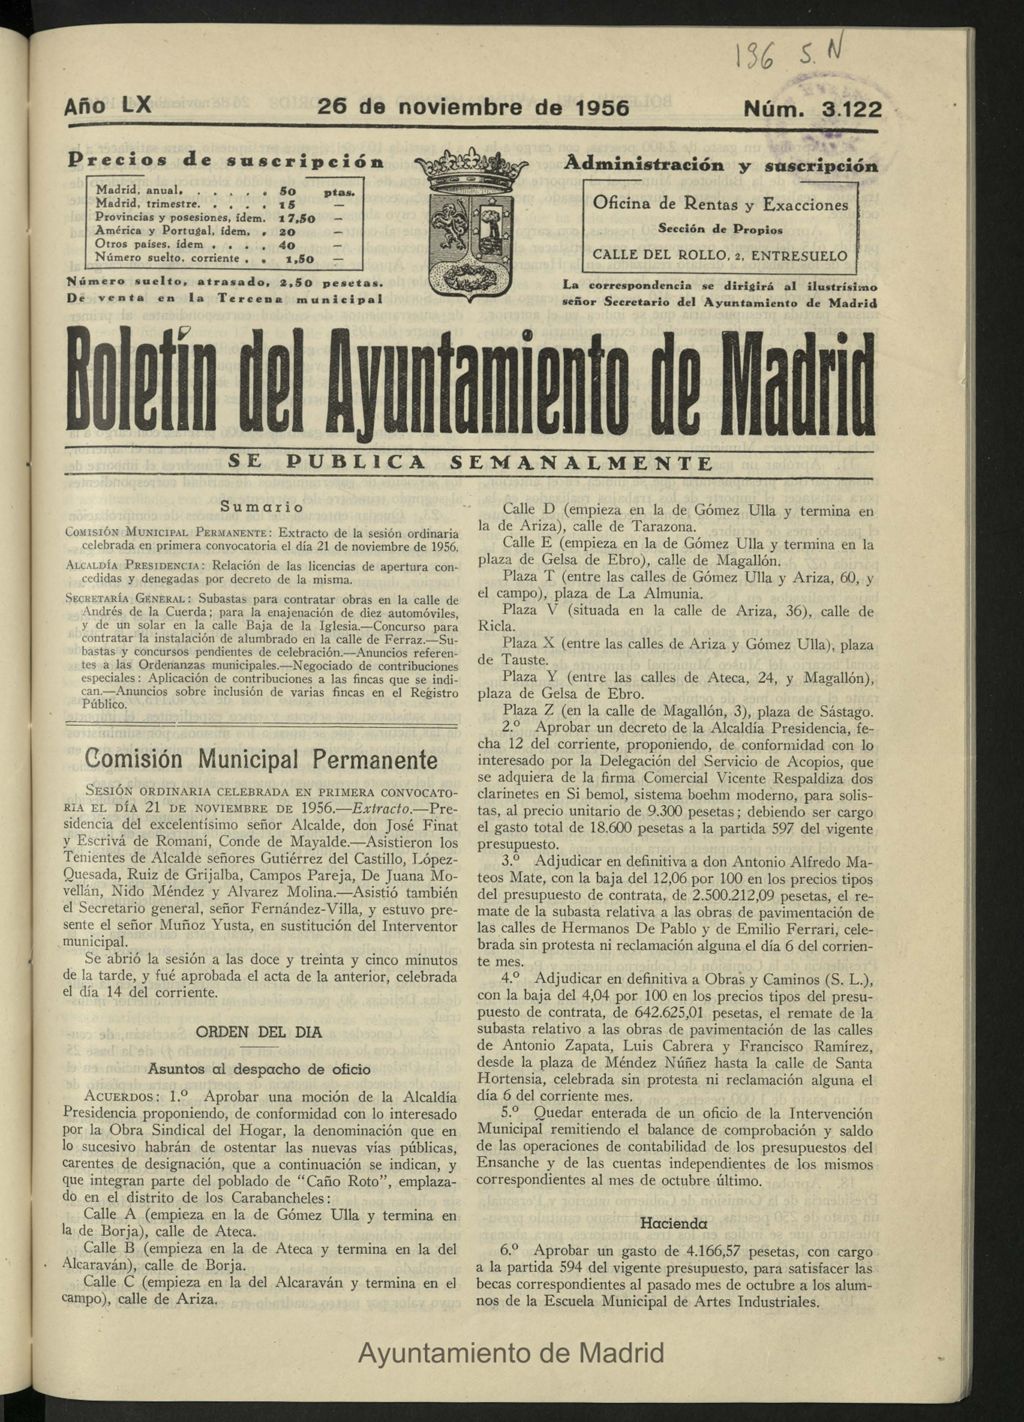 196 S. N
Año LX 26 de noviembre de 1956 Núm. 3.122
Precios de suscripción
Madrid, anual. . . . . . 50 ptas.
Madrid, trimestre. . . . . 15 —
Provincias y posesiones, ídem. 17,50 —
América y Portugal, ídem. . 20 —
Otros países, ídem . . . . 40 —
Número suelto, corriente . . 1,50 —
Número suelto, atrasado, 2,50 pesetas.
De venta en la Tercena municipal
Administración y suscripción
Oficina de Rentas y Exacciones
Sección de Propios
CALLE DEL ROLLO, 2, ENTRESUELO
La correspondencia se dirigirá al ilustrísimo
señor Secretario del Ayuntamiento de Madrid
Boletín del Ayuntamiento de Madrid
SE PUBLICA SEMANALMENTE
Sumario
COMISIÓN MUNICIPAL PERMANENTE: Extracto de la sesión ordinaria
celebrada en primera convocatoria el día 21 de noviembre de 1956.
ALCALDÍA PRESIDENCIA: Relación de las licencias de apertura con-
cedidas y denegadas por decreto de la misma.
SECRETARÍA GENERAL: Subastas para contratar obras en la calle de
Andrés de la Cuerda; para la enajenación de diez automóviles,
y de un solar en la calle Baja de la Iglesia.—Concurso para
contratar la instalación de alumbrado en la calle de Ferraz.—Su-
bastas y concursos pendientes de celebración.—Anuncios referen-
tes a las Ordenanzas municipales.—Negociado de contribuciones
especiales: Aplicación de contribuciones a las fincas que se indi-
can.—Anuncios sobre inclusión de varias fincas en el Registro
Público.
Comisión Municipal Permanente
SESIÓN ORDINARIA CELEBRADA EN PRIMERA CONVOCATO-
RIA EL DÍA 21 DE NOVIEMBRE DE 1956.—Extracto.—Pre-
sidencia del excelentísimo señor Alcalde, don José Finat
y Escrivá de Romaní, Conde de Mayalde.—Asistieron los
Tenientes de Alcalde señores Gutiérrez del Castillo, López-
Quesada, Ruiz de Grijalba, Campos Pareja, De Juana Mo-
vellán, Nido Méndez y Alvarez Molina.—Asistió también
el Secretario general, señor Fernández-Villa, y estuvo pre-
sente el señor Muñoz Yusta, en sustitución del Interventor
municipal.
Se abrió la sesión a las doce y treinta y cinco minutos
de la tarde, y fué aprobada el acta de la anterior, celebrada
el día 14 del corriente.
ORDEN DEL DIA
Asuntos al despacho de oficio
ACUERDOS: 1.º Aprobar una moción de la Alcaldía
Presidencia proponiendo, de conformidad con lo interesado
por la Obra Sindical del Hogar, la denominación que en
lo sucesivo habrán de ostentar las nuevas vías públicas,
carentes de designación, que a continuación se indican, y
que integran parte del poblado de "Caño Roto", emplaza-
do en el distrito de los Carabancheles:
Calle A (empieza en la de Gómez Ulla y termina en
la de Borja), calle de Ateca.
Calle B (empieza en la de Ateca y termina en la del
Alcaraván), calle de Borja.
Calle C (empieza en la del Alcaraván y termina en el
campo), calle de Ariza.
Calle D (empieza en la de Gómez Ulla y termina en
la de Ariza), calle de Tarazona.
Calle E (empieza en la de Gómez Ulla y termina en la
plaza de Gelsa de Ebro), calle de Magallón.
Plaza T (entre las calles de Gómez Ulla y Ariza, 60, y
el campo), plaza de La Almunia.
Plaza V (situada en la calle de Ariza, 36), calle de
Ricla.
Plaza X (entre las calles de Ariza y Gómez Ulla), plaza
de Tauste.
Plaza Y (entre las calles de Ateca, 24, y Magallón),
plaza de Gelsa de Ebro.
Plaza Z (en la calle de Magallón, 3), plaza de Sástago.
2.º Aprobar un decreto de la Alcaldía Presidencia, fe-
cha 12 del corriente, proponiendo, de conformidad con lo
interesado por la Delegación del Servicio de Acopios, que
se adquiera de la firma Comercial Vicente Respaldiza dos
clarinetes en Si bemol, sistema boehm moderno, para solis-
tas, al precio unitario de 9.300 pesetas; debiendo ser cargo
el gasto total de 18.600 pesetas a la partida 597 del vigente
presupuesto.
3.º Adjudicar en definitiva a don Antonio Alfredo Ma-
teos Mate, con la baja del 12,06 por 100 en los precios tipos
del presupuesto de contrata, de 2.500.212,09 pesetas, el re-
mate de la subasta relativa a las obras de pavimentación de
las calles de Hermanos De Pablo y de Emilio Ferrari, cele-
brada sin protesta ni reclamación alguna el día 6 del corrien-
te mes.
4.º Adjudicar en definitiva a Obras y Caminos (S. L.),
con la baja del 4,04 por 100 en los precios tipos del presu-
puesto de contrata, de 642.625,01 pesetas, el remate de la
subasta relativo a las obras de pavimentación de las calles
de Antonio Zapata, Luis Cabrera y Francisco Ramírez,
desde la plaza de Méndez Núñez hasta la calle de Santa
Hortensia, celebrada sin protesta ni reclamación alguna el
día 6 del corriente mes.
5.º Quedar enterada de un oficio de la Intervención
Municipal remitiendo el balance de comprobación y saldo
de las operaciones de contabilidad de los presupuestos del
Ensanche y de las cuentas independientes de los mismos
correspondientes al mes de octubre último.
Hacienda
6.º Aprobar un gasto de 4.166,57 pesetas, con cargo
a la partida 594 del vigente presupuesto, para satisfacer las
becas correspondientes al pasado mes de octubre a los alum-
nos de la Escuela Municipal de Artes Industriales.
Ayuntamiento de Madrid